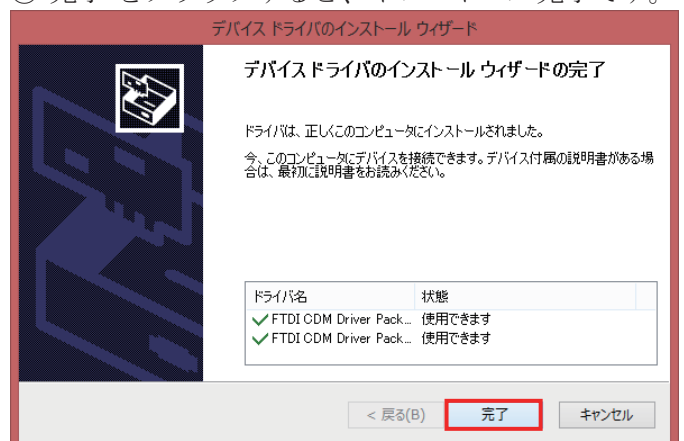 デバイス ドライバのインストール ウィザード
デバイス ドライバのインストール ウィザードの完了
ドライバは、正しくこのコンピュータにインストールされました。
今、このコンピュータにデバイスを接続できます。デバイス付属の説明書がある場
合は、最初に説明書をお読みください。
ドライバ名 状態
FTDI CDM Driver Pack... 使用できます
FTDI CDM Driver Pack... 使用できます
< 戻る(B) 完了 キャンセル